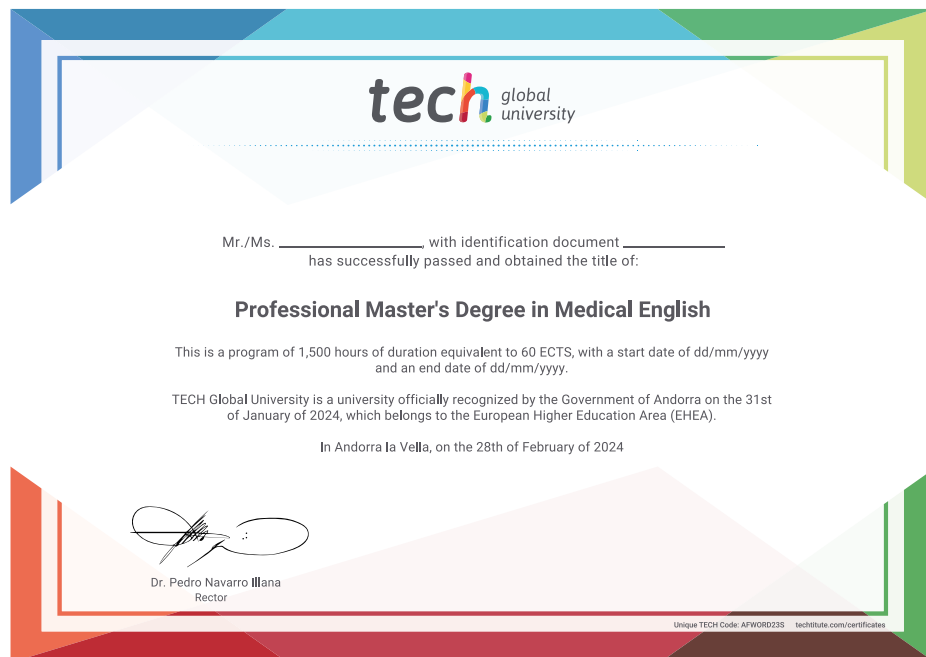 tech global
university
Mr./Ms. ____________, with identification document ____________
has successfully passed and obtained the title of:
Professional Master's Degree in Medical English
This is a program of 1,500 hours of duration equivalent to 60 ECTS, with a start date of dd/mm/yyyy
and an end date of dd/mm/yyyy.
TECH Global University is a university officially recognized by the Government of Andorra on the 31st
of January of 2024, which belongs to the European Higher Education Area (EHEA).
In Andorra la Vella, on the 28th of February of 2024
Dr. Pedro Navarro Illana
Rector
Unique TECH Code: AFWORD23S techtitute.com/certificates